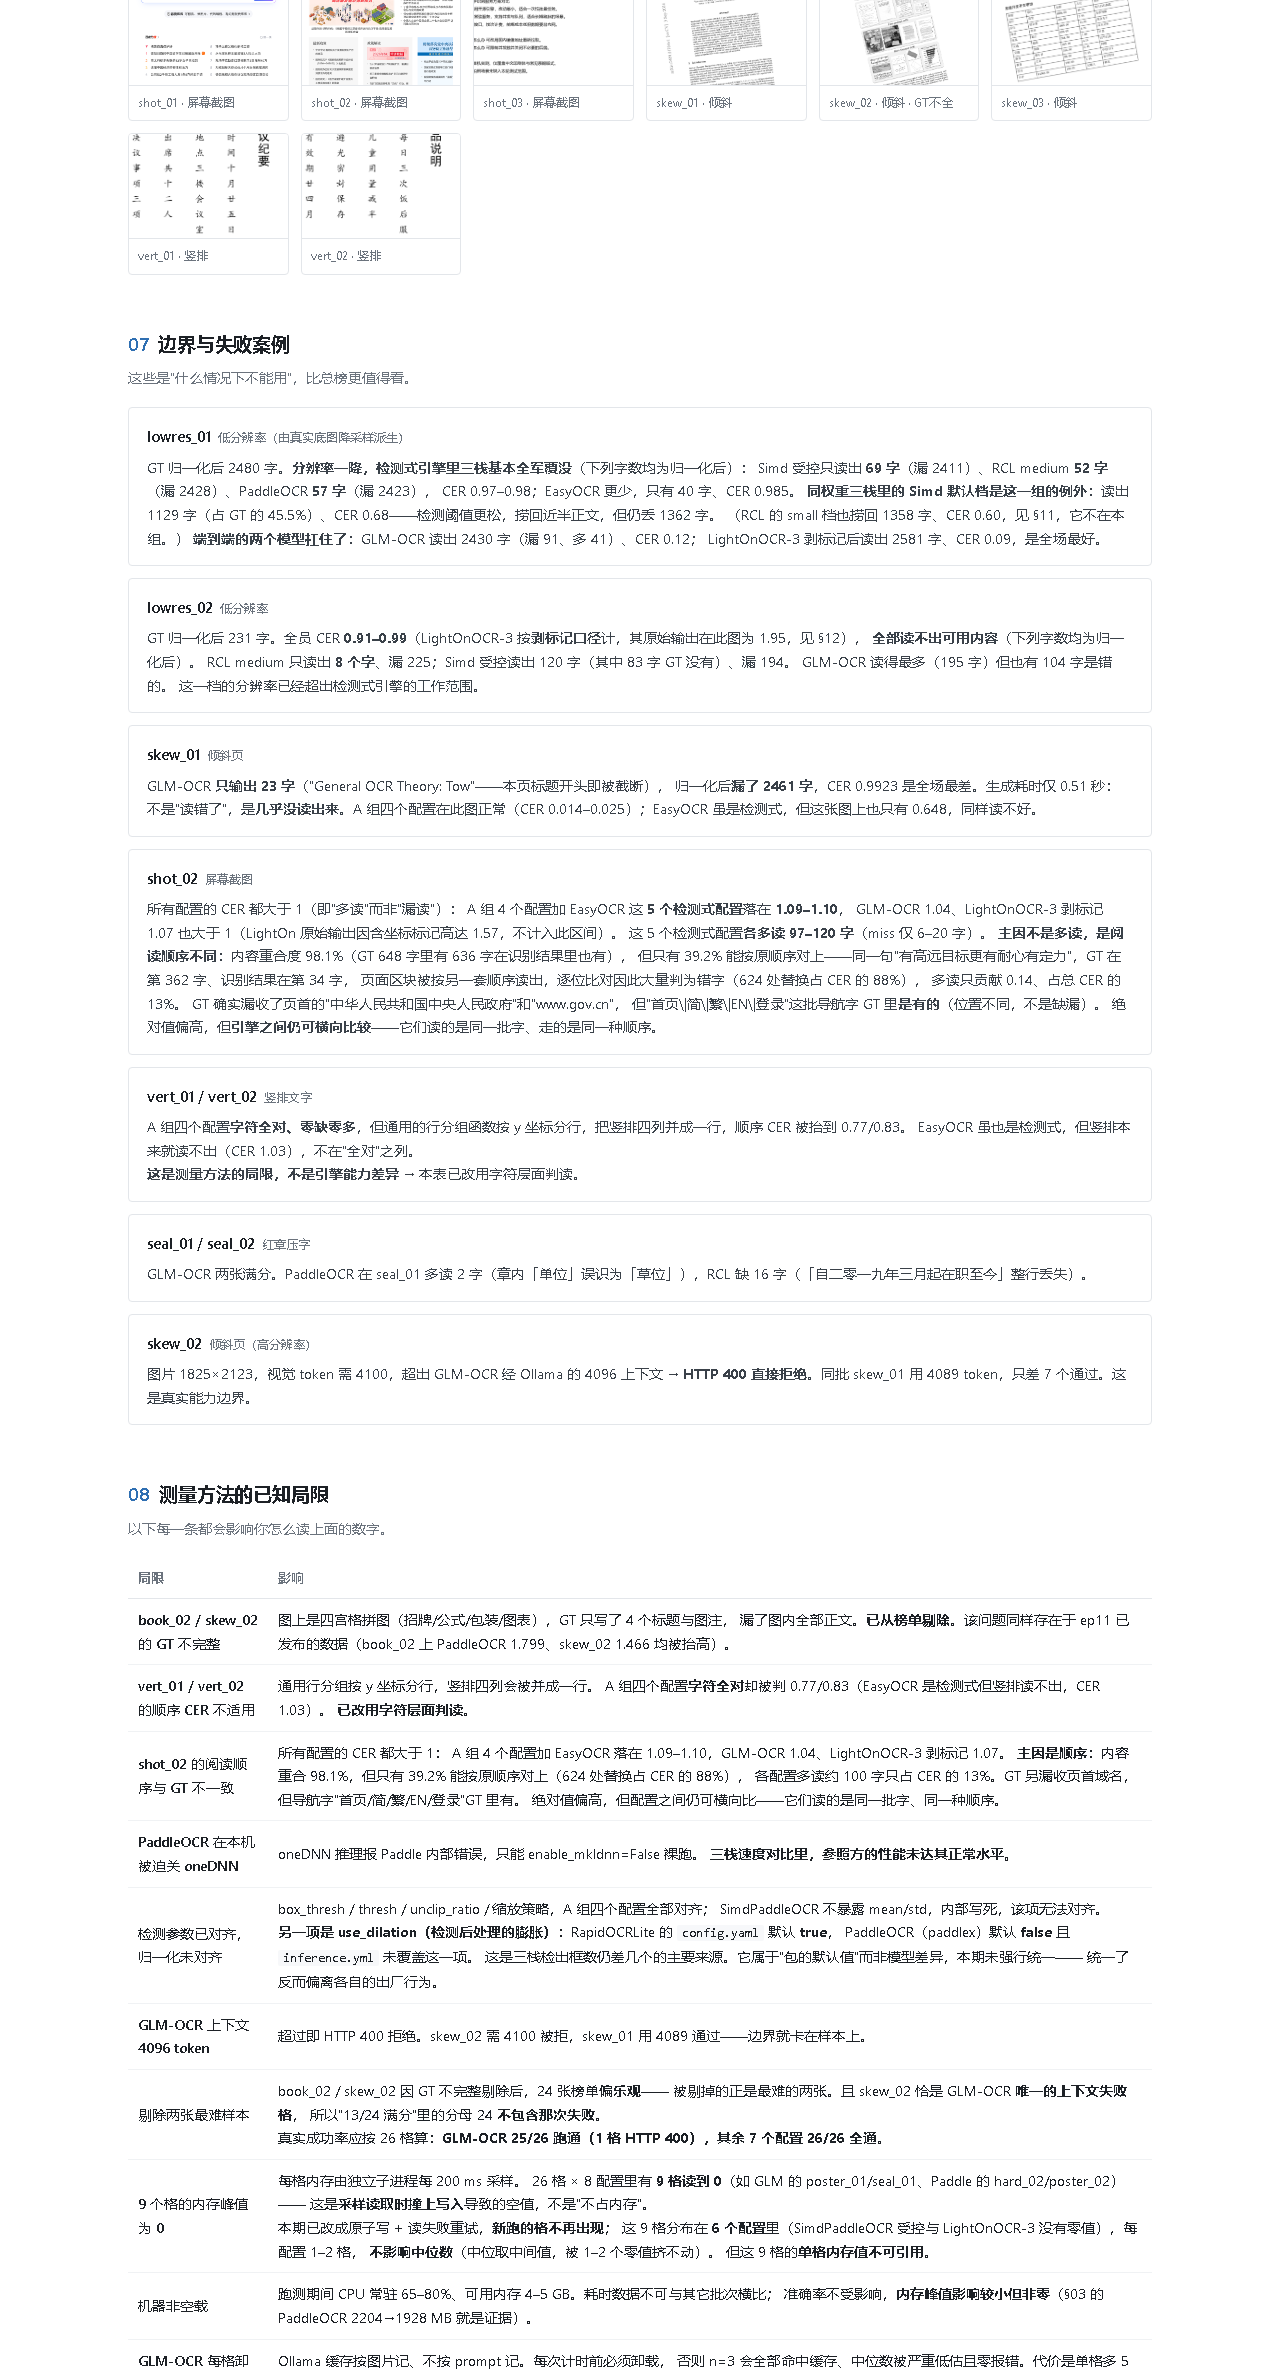 shot_01 · 屏幕截图
shot_02 · 屏幕截图
shot_03 · 屏幕截图
skew_01 · 倾斜
skew_02 · 倾斜 · GT不全
skew_03 · 倾斜
议纪要
时间十月廿五日
地点三楼会议室
出席共十二人
决议事项三项
vert_01 · 竖排
品说明
每日三次饭后服
儿童用量减半
避光密封保存
有效期廿四月
vert_02 · 竖排
07 边界与失败案例
这些是"什么情况下不能用"，比总榜更值得看。
lowres_01 低分辨率（由真实底图降采样派生）
GT 归一化后 2480 字。分辨率一降，检测式引擎里三栈基本全军覆没（下列字数均为归一化后）： Simd 受控只读出 69 字（漏 2411）、RCL medium 52 字
（漏 2428）、PaddleOCR 57 字（漏 2423）， CER 0.97–0.98；EasyOCR 更少，只有 40 字、CER 0.985。 同权重三栈里的 Simd 默认档是这一组的例外：读出
1129 字（占 GT 的 45.5%）、CER 0.68——检测阈值更松，捞回近半正文，但仍丢 1362 字。 （RCL 的 small 档也捞回 1358 字、CER 0.60，见 §11，它不在本
组。） 端到端的两个模型扛住了：GLM-OCR 读出 2430 字（漏 91、多 41）、CER 0.12； LightOnOCR-3 剥标记后读出 2581 字、CER 0.09，是全场最好。
lowres_02 低分辨率
GT 归一化后 231 字。全员 CER 0.91–0.99（LightOnOCR-3 按剥标记口径计，其原始输出在此图为 1.95，见 §12）， 全部读不出可用内容（下列字数均为归一
化后）。 RCL medium 只读出 8 个字、漏 225；Simd 受控读出 120 字（其中 83 字 GT 没有）、漏 194。 GLM-OCR 读得最多（195 字）但也有 104 字是错
的。 这一档的分辨率已经超出检测式引擎的工作范围。
skew_01 倾斜页
GLM-OCR 只输出 23 字（"General OCR Theory: Tow"——本页标题开头即被截断）， 归一化后漏了 2461 字，CER 0.9923 是全场最差。生成耗时仅 0.51 秒：
不是"读错了"，是几乎没读出来。A 组四个配置在此图正常（CER 0.014–0.025）；EasyOCR 虽是检测式，但这张图上也只有 0.648，同样读不好。
shot_02 屏幕截图
所有配置的 CER 都大于 1（即"多读"而非"漏读"）： A 组 4 个配置加 EasyOCR 这 5 个检测式配置落在 1.09–1.10， GLM-OCR 1.04、LightOnOCR-3 剥标记
1.07 也大于 1（LightOn 原始输出因含坐标标记高达 1.57，不计入此区间）。 这 5 个检测式配置各多读 97–120 字（miss 仅 6–20 字）。 主因不是多读，是阅
读顺序不同：内容重合度 98.1%（GT 648 字里有 636 字在识别结果里也有）， 但只有 39.2% 能按原顺序对上——同一句"有高远目标更有耐心有定力"，GT 在
第 362 字、识别结果在第 34 字， 页面区块被按另一套顺序读出，逐位比对因此大量判为错字（624 处替换占 CER 的 88%）， 多读只贡献 0.14、占总 CER 的
13%。 GT 确实漏收了页首的"中华人民共和国中央人民政府"和"www.gov.cn"， 但"首页\|简\|繁\|EN\|登录"这批导航字 GT 里是有的（位置不同，不是缺漏）。 绝
对值偏高，但引擎之间仍可横向比较——它们读的是同一批字、走的是同一种顺序。
vert_01 / vert_02 竖排文字
A 组四个配置字符全对、零缺零多，但通用的行分组函数按 y 坐标分行，把竖排四列并成一行，顺序 CER 被抬到 0.77/0.83。 EasyOCR 虽也是检测式，但竖排本
来就读不出（CER 1.03），不在"全对"之列。
这是测量方法的局限，不是引擎能力差异 → 本表已改用字符层面判读。
seal_01 / seal_02 红章压字
GLM-OCR 两张满分。PaddleOCR 在 seal_01 多读 2 字（章内「单位」误识为「草位」），RCL 缺 16 字（「自二零一九年三月起在职至今」整行丢失）。
skew_02 倾斜页（高分辨率）
图片 1825×2123，视觉 token 需 4100，超出 GLM-OCR 经 Ollama 的 4096 上下文 → HTTP 400 直接拒绝。同批 skew_01 用 4089 token，只差 7 个通过。这
是真实能力边界。
08 测量方法的已知局限
以下每一条都会影响你怎么读上面的数字。
局限 影响
book_02 / skew_02
的 GT 不完整
图上是四宫格拼图（招牌/公式/包装/图表），GT 只写了 4 个标题与图注， 漏了图内全部正文。已从榜单剔除。该问题同样存在于 ep11 已
发布的数据（book_02 上 PaddleOCR 1.799、skew_02 1.466 均被抬高）。
vert_01 / vert_02
的顺序 CER 不适用
通用行分组按 y 坐标分行，竖排四列会被并成一行。 A 组四个配置字符全对却被判 0.77/0.83（EasyOCR 是检测式但竖排读不出，CER
1.03）。 已改用字符层面判读。
shot_02 的阅读顺
序与 GT 不一致
所有配置的 CER 都大于 1： A 组 4 个配置加 EasyOCR 落在 1.09–1.10，GLM-OCR 1.04、LightOnOCR-3 剥标记 1.07。 主因是顺序：内容
重合 98.1%，但只有 39.2% 能按原顺序对上（624 处替换占 CER 的 88%）， 各配置多读约 100 字只占 CER 的 13%。GT 另漏收页首域名，
但导航字"首页/简/繁/EN/登录"GT 里有。 绝对值偏高，但配置之间仍可横向比——它们读的是同一批字、同一种顺序。
PaddleOCR 在本机
被迫关 oneDNN
oneDNN 推理报 Paddle 内部错误，只能 enable_mkldnn=False 裸跑。 三栈速度对比里，参照方的性能未达其正常水平。
检测参数已对齐，
归一化未对齐
box_thresh / thresh / unclip_ratio / 缩放策略，A 组四个配置全部对齐； SimdPaddleOCR 不暴露 mean/std，内部写死，该项无法对齐。
另一项是 use_dilation（检测后处理的膨胀）：RapidOCRLite 的 config.yaml 默认 true， PaddleOCR（paddlex）默认 false 且
inference.yml 未覆盖这一项。 这是三栈检出框数仍差几个的主要来源。它属于"包的默认值"而非模型差异，本期未强行统一—— 统一了
反而偏离各自的出厂行为。
GLM-OCR 上下文
4096 token
超过即 HTTP 400 拒绝。skew_02 需 4100 被拒，skew_01 用 4089 通过——边界就卡在样本上。
剔除两张最难样本
book_02 / skew_02 因 GT 不完整剔除后，24 张榜单偏乐观—— 被剔掉的正是最难的两张。且 skew_02 恰是 GLM-OCR 唯一的上下文失败
格， 所以"13/24 满分"里的分母 24 不包含那次失败。
真实成功率应按 26 格算：GLM-OCR 25/26 跑通（1 格 HTTP 400），其余 7 个配置 26/26 全通。
9 个格的内存峰值
为 0
每格内存由独立子进程每 200 ms 采样。 26 格 × 8 配置里有 9 格读到 0（如 GLM 的 poster_01/seal_01、Paddle 的 hard_02/poster_02）
—— 这是采样读取时撞上写入导致的空值，不是"不占内存"。
本期已改成原子写 + 读失败重试，新跑的格不再出现； 这 9 格分布在 6 个配置里（SimdPaddleOCR 受控与 LightOnOCR-3 没有零值），每
配置 1–2 格， 不影响中位数（中位取中间值，被 1–2 个零值挤不动）。 但这 9 格的单格内存值不可引用。
机器非空载
跑测期间 CPU 常驻 65–80%、可用内存 4–5 GB。耗时数据不可与其它批次横比； 准确率不受影响，内存峰值影响较小但非零（§03 的
PaddleOCR 2204→1928 MB 就是证据）。
GLM-OCR 每格卸
Ollama 缓存按图片记、不按 prompt 记。每次计时前必须卸载， 否则 n=3 会全部命中缓存、中位数被严重低估且零报错。代价是单格多 5